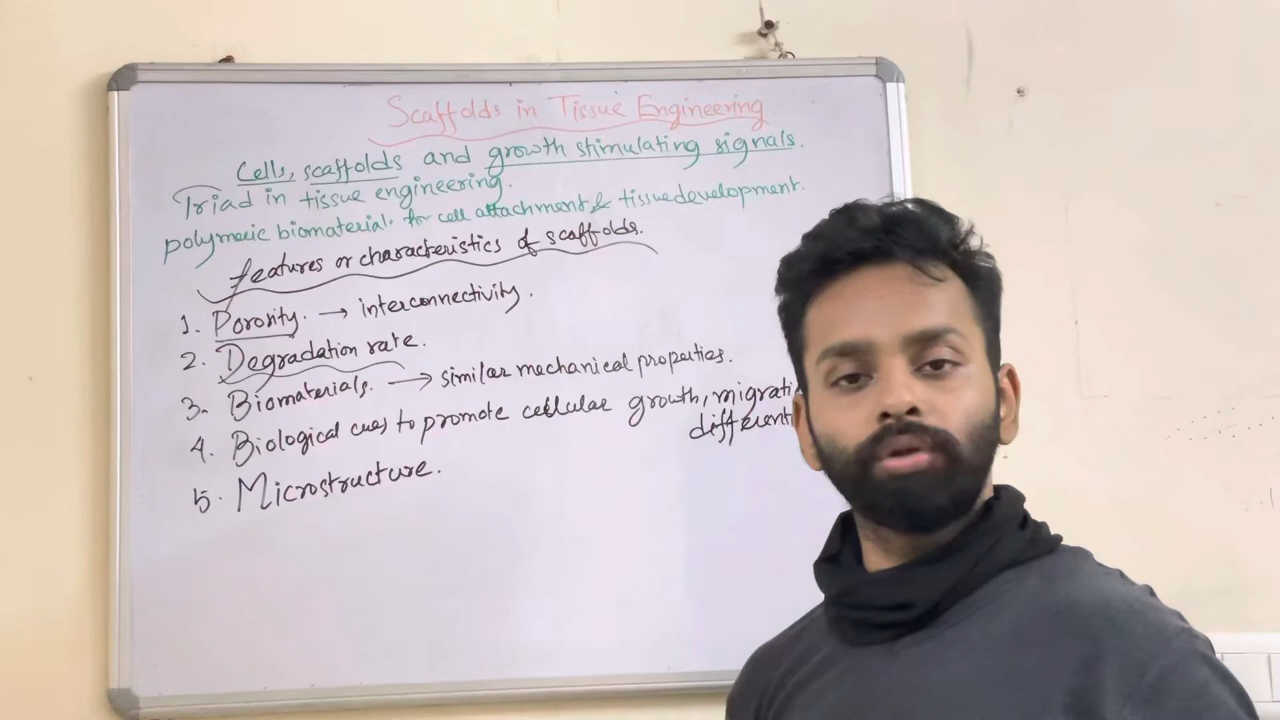 Scaffolds in Tissue Engineering
Cells, scaffolds and growth stimulating signals.
Triad in tissue engineering.
polymeric biomaterial. for cell attachment & tissue development.
features or characteristics of scaffolds.
1. Porosity. → interconnectivity.
2. Degradation rate.
3. Biomaterials. → similar mechanical properties.
4. Biological cues to promote cellular growth, migrati
different
5. Microstructure.